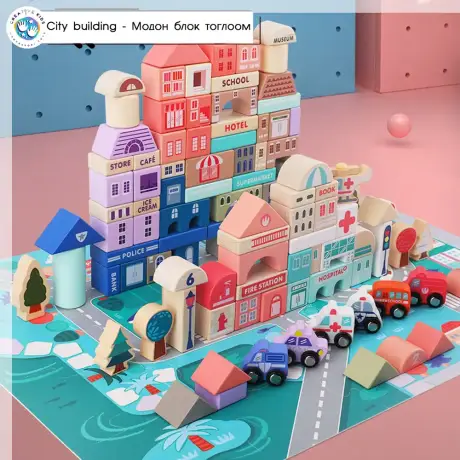 City building - Модон блок тоглоом
MUSEUM
SCHOOL
HOTEL
STORE
CAFÉ
SUPERMARKET
ICE
CREAM
BOOK
POLICE
BANK
FIRE STATION
HOSPITAL
6